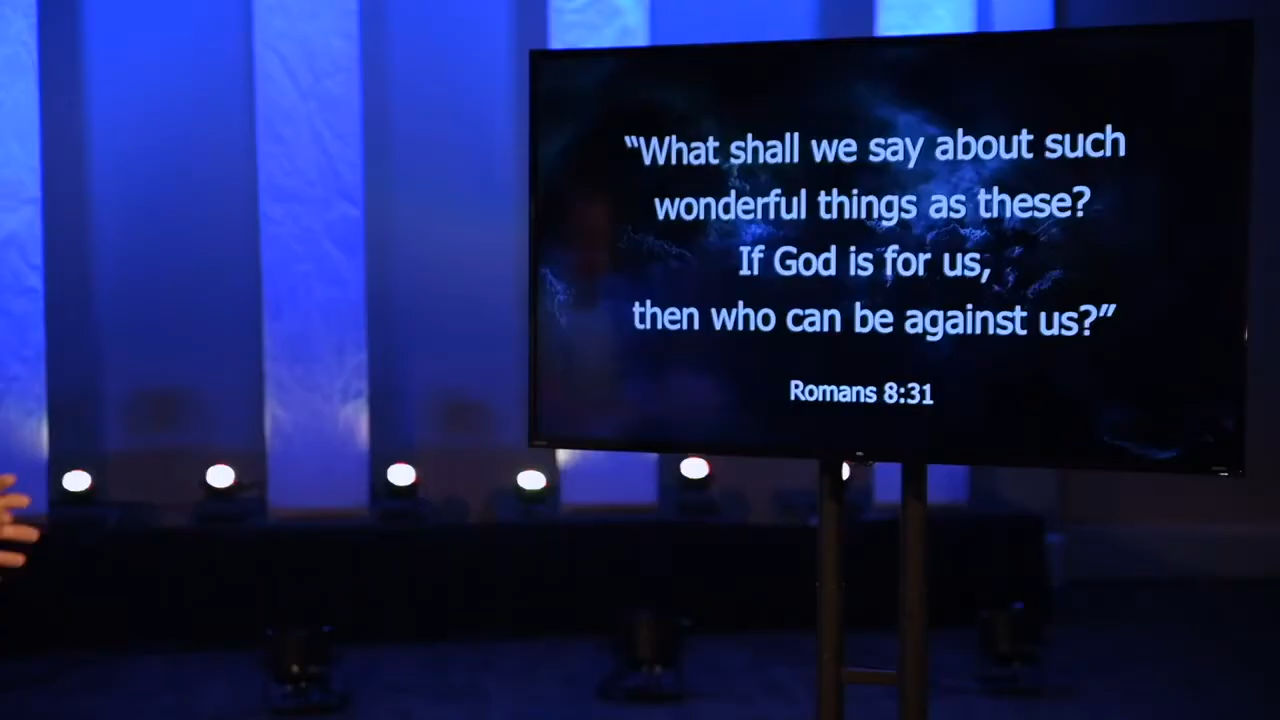 “What shall we say about such
wonderful things as these?
If God is for us,
then who can be against us?”
Romans 8:31